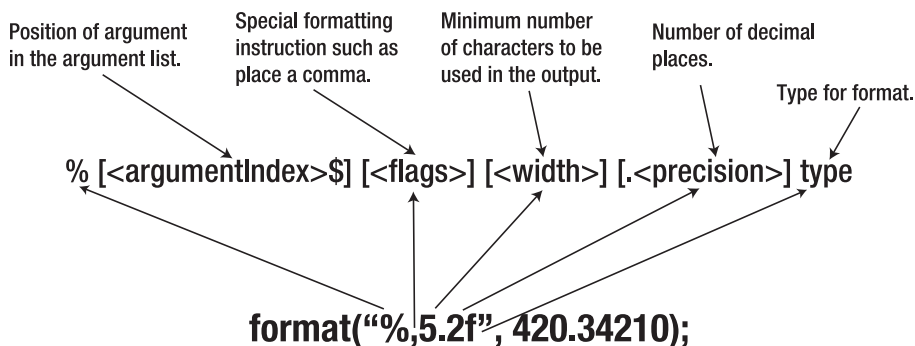 Position of argument
in the argument list.
Special formatting
instruction such as
place a comma.
Minimum number
of characters to be
used in the output.
Number of decimal
places.
Type for format.
% [<argumentIndex>$] [<flags>] [<width>] [.<precision>] type
format(“%,5.2f”, 420.34210);